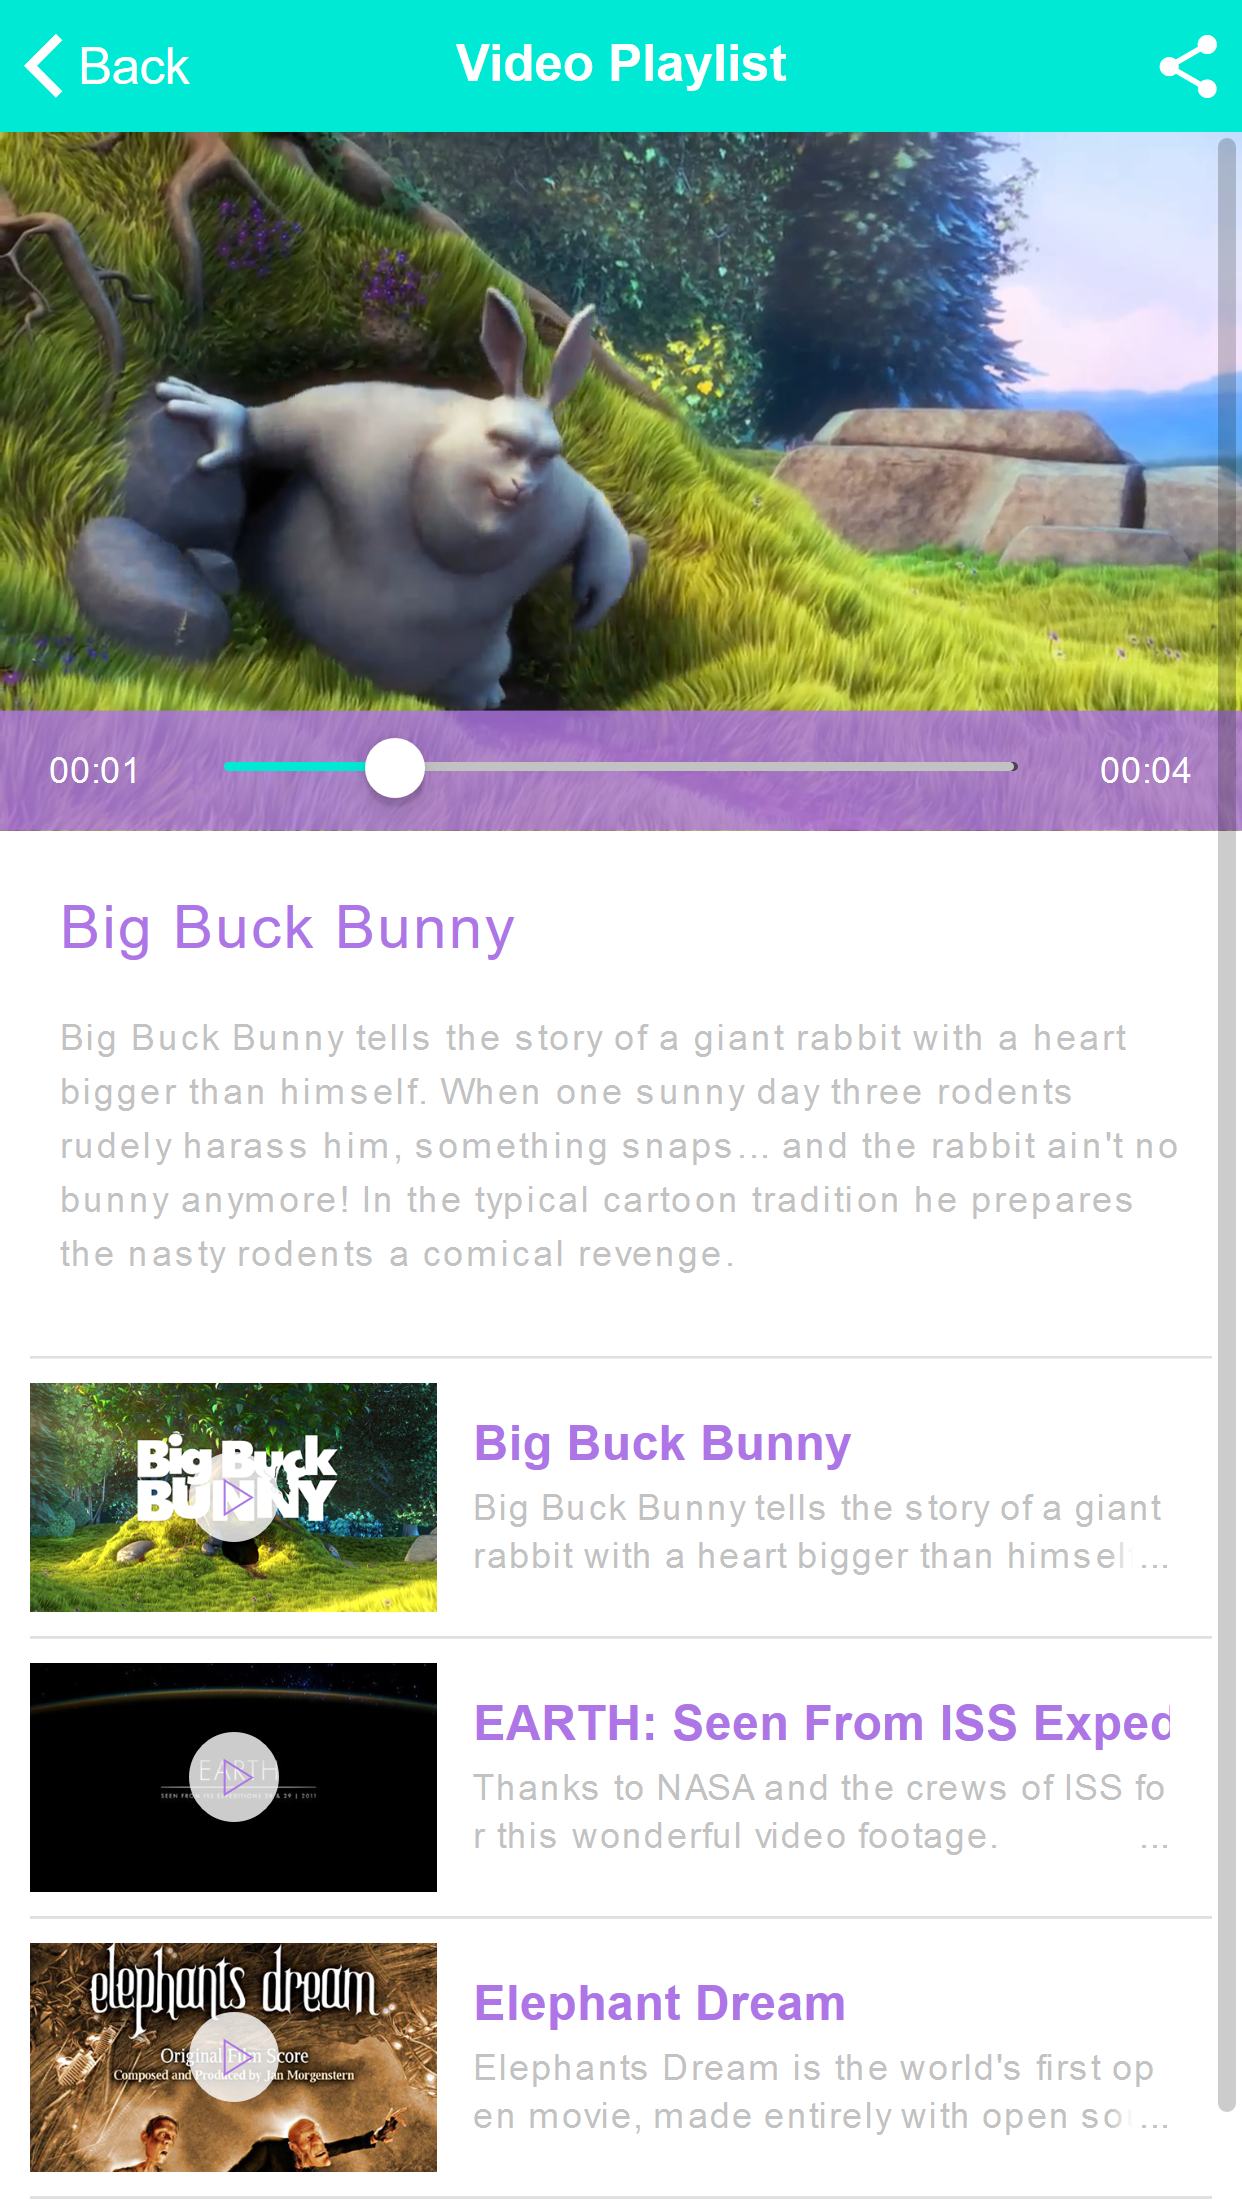 Back
Video Playlist
00:01
00:04
Big Buck Bunny
Big Buck Bunny tells the story of a giant rabbit with a heart
bigger than himself. When one sunny day three rodents
rudely harass him, something snaps... and the rabbit ain't no
bunny anymore! In the typical cartoon tradition he prepares
the nasty rodents a comical revenge.
Big Buck
BUNNY
Big Buck Bunny
Big Buck Bunny tells the story of a giant
rabbit with a heart bigger than himself...
EARTH
SEEN FROM ISS EXPEDITIONS 28 & 29 | 2011
EARTH: Seen From ISS Exped
Thanks to NASA and the crews of ISS fo
r this wonderful video footage. ...
elephants dream
Original Film Score
Composed and Produced by Jan Morgenstern
Elephant Dream
Elephants Dream is the world's first op
en movie, made entirely with open sou...